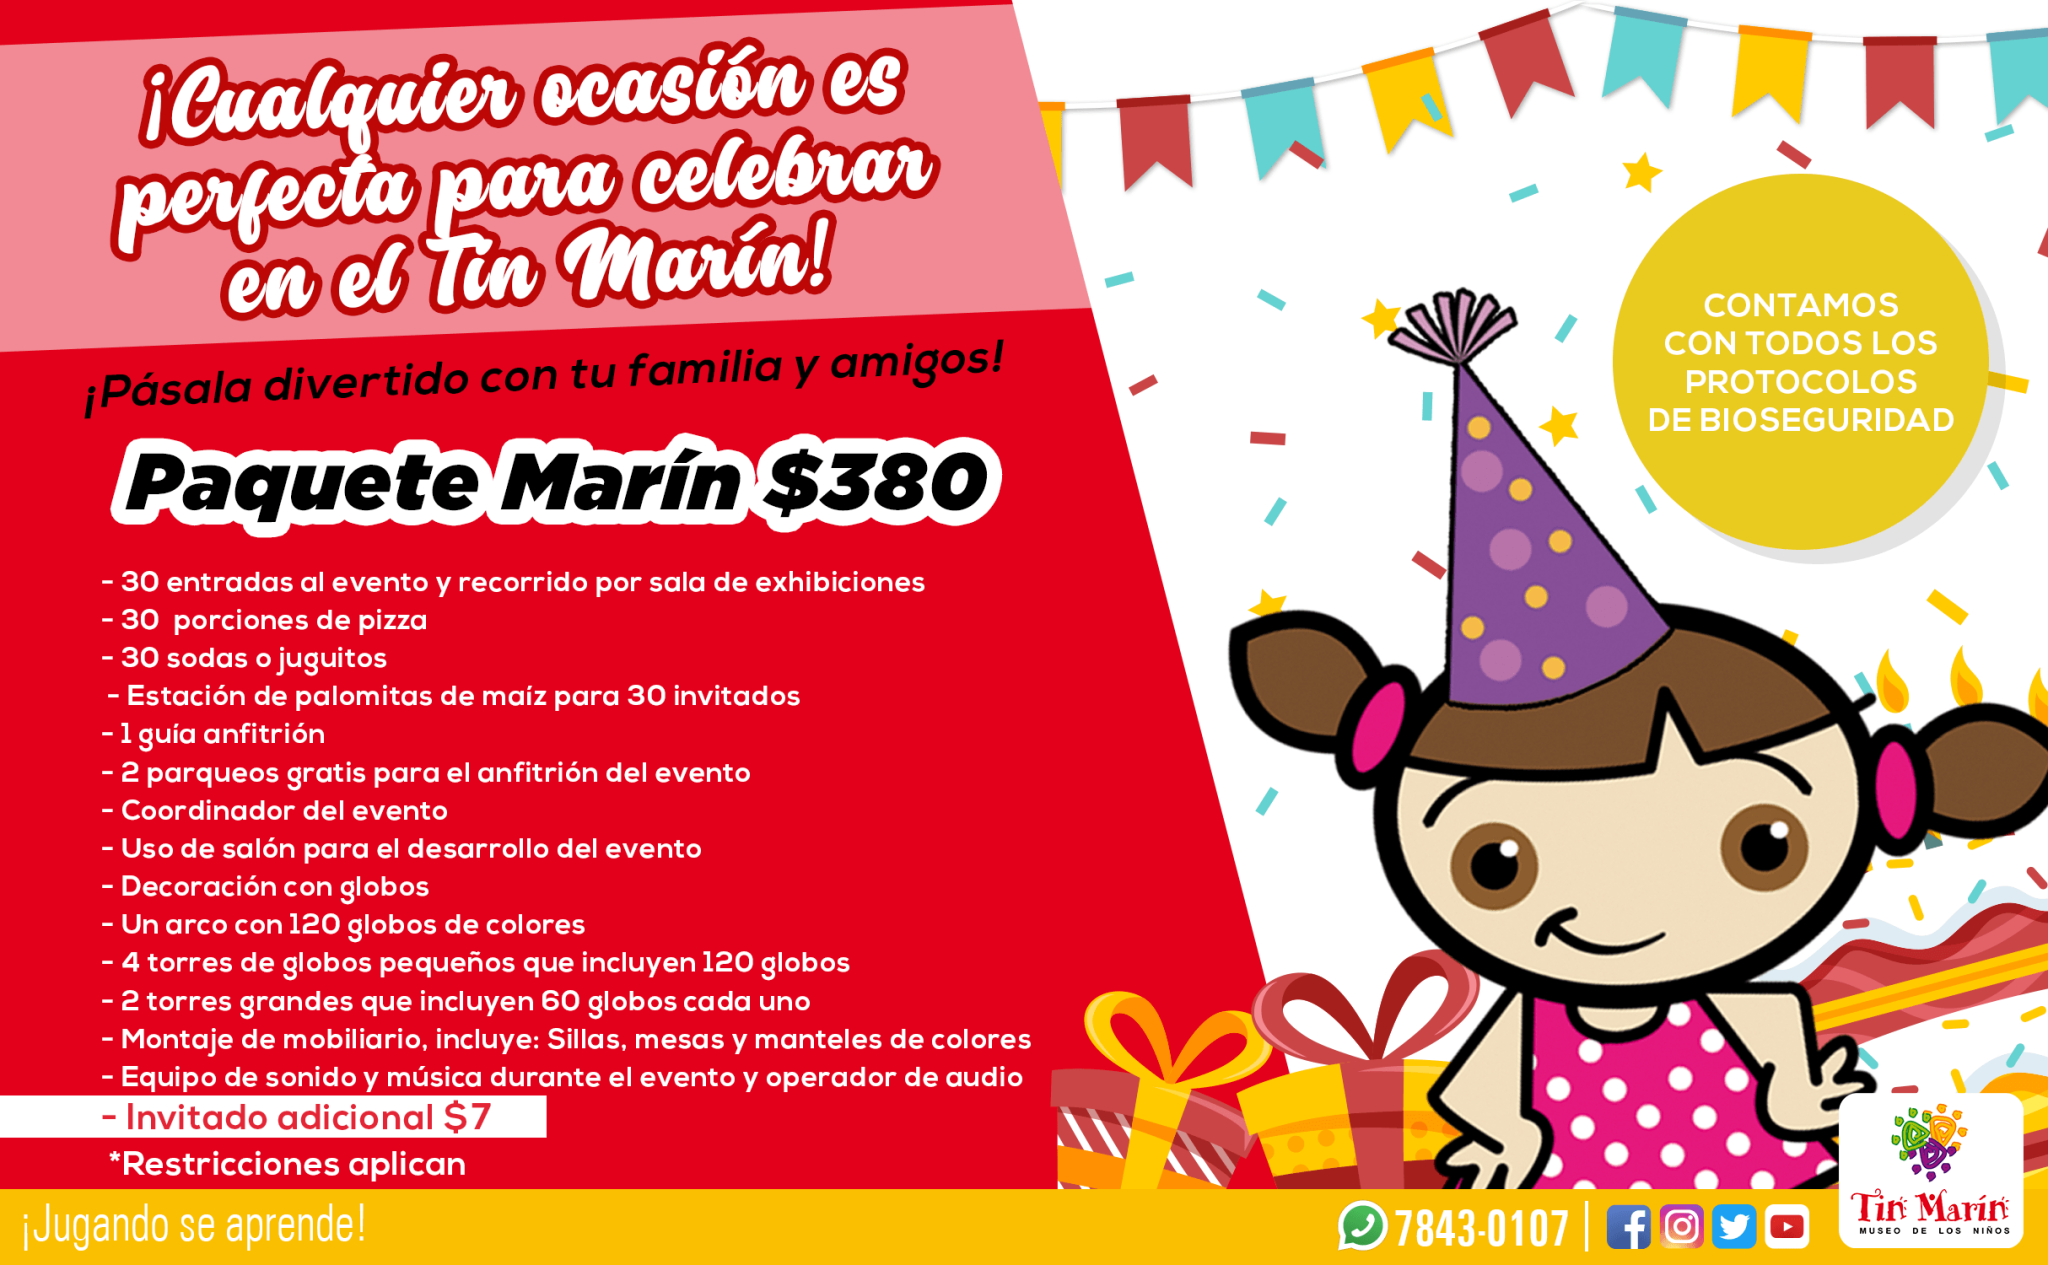 ¡Cualquier ocasión es
perfecta para celebrar
en el Tin Marín!
¡Pásala divertido con tu familia y amigos!
Paquete Marín $380
- 30 entradas al evento y recorrido por sala de exhibiciones
- 30 porciones de pizza
- 30 sodas o juguitos
- Estación de palomitas de maíz para 30 invitados
- 1 guía anfitrión
- 2 parqueos gratis para el anfitrión del evento
- Coordinador del evento
- Uso de salón para el desarrollo del evento
- Decoración con globos
- Un arco con 120 globos de colores
- 4 torres de globos pequeños que incluyen 120 globos
- 2 torres grandes que incluyen 60 globos cada uno
- Montaje de mobiliario, incluye: Sillas, mesas y manteles de colores
- Equipo de sonido y música durante el evento y operador de audio
- Invitado adicional $7
*Restricciones aplican
CONTAMOS
CON TODOS LOS
PROTOCOLOS
DE BIOSEGURIDAD
¡Jugando se aprende!
7843-0107
Tin Marín
MUSEO DE LOS NIÑOS